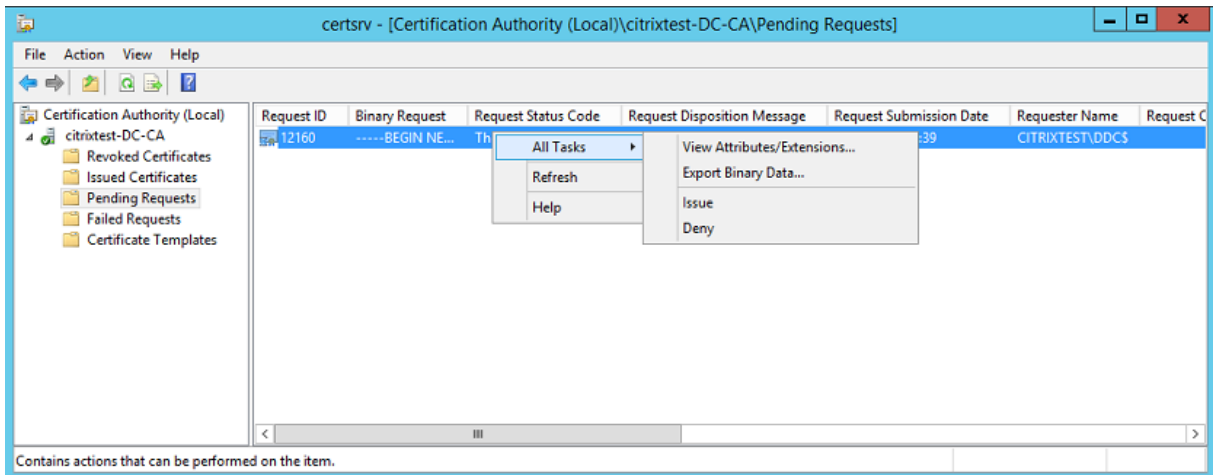 certsrv - [Certification Authority (Local)\citrixtest-DC-CA\Pending Requests]
File Action View Help
Certification Authority (Local)
citrixtest-DC-CA
Revoked Certificates
Issued Certificates
Pending Requests
Failed Requests
Certificate Templates
Request ID Binary Request Request Status Code Request Disposition Message Request Submission Date Requester Name Request C
12160 -----BEGIN NE... Th :39 CITRIXTEST\DDC$
All Tasks
Refresh
Help
View Attributes/Extensions...
Export Binary Data...
Issue
Deny
Contains actions that can be performed on the item.